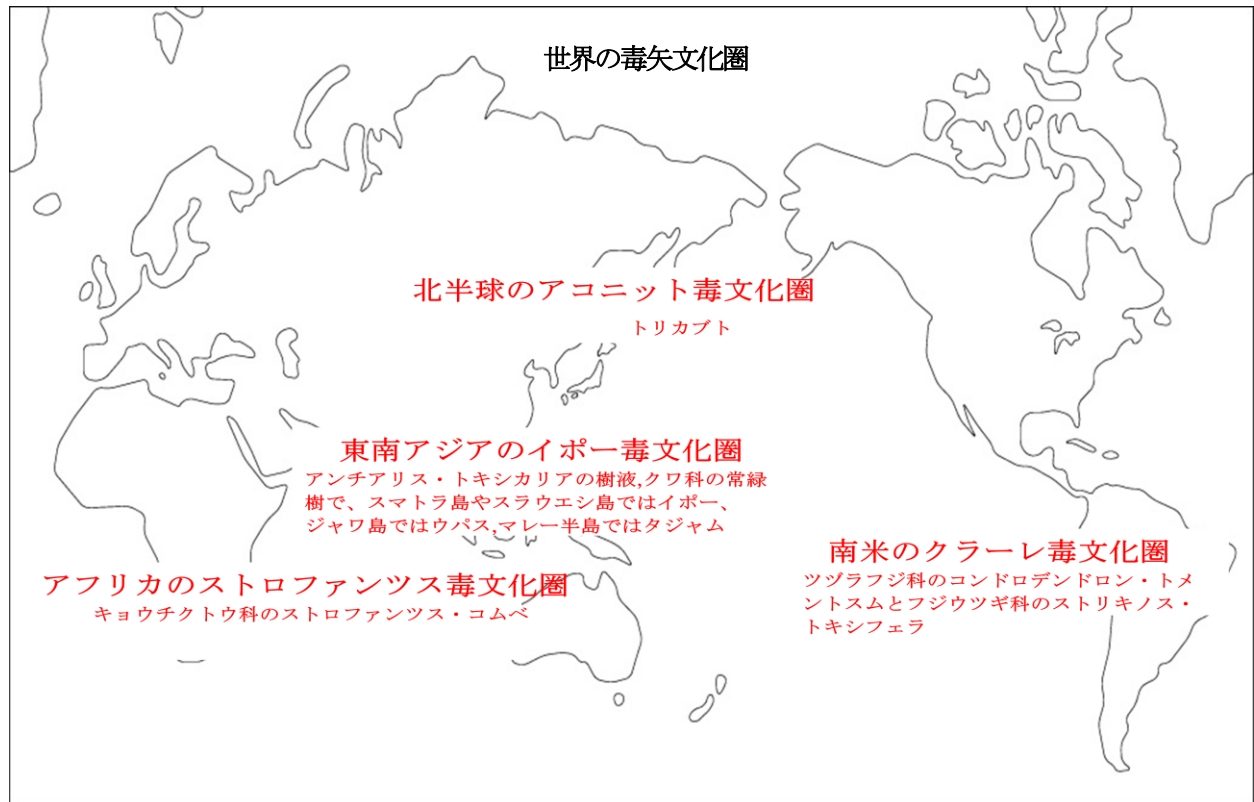 世界の毒矢文化圏
北半球のアコニット毒文化圏
トリカブト
東南アジアのイポー毒文化圏
アンチアリス・トキシカリアの樹液,クワ科の常緑
樹で、スマトラ島やスラウエシ島ではイポー、
ジャワ島ではウパス,マレー半島ではタジャム
南米のクラーレ毒文化圏
ツヅラフジ科のコンドロデンドロン・トメ
ントスムとフジウツギ科のストリキノス・
トキシフェラ
アフリカのストロファンツス毒文化圏
キョウチクトウ科のストロファンツス・コムベ